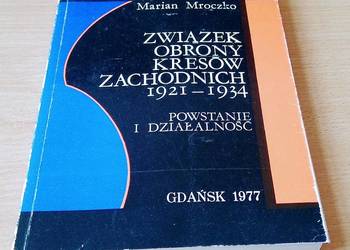 Marian Mroczko
ZWIĄZEK
OBRONY
KRESÓW
ZACHODNICH
1921–1934
POWSTANIE
I DZIAŁALNOŚĆ
GDAŃSK 1977